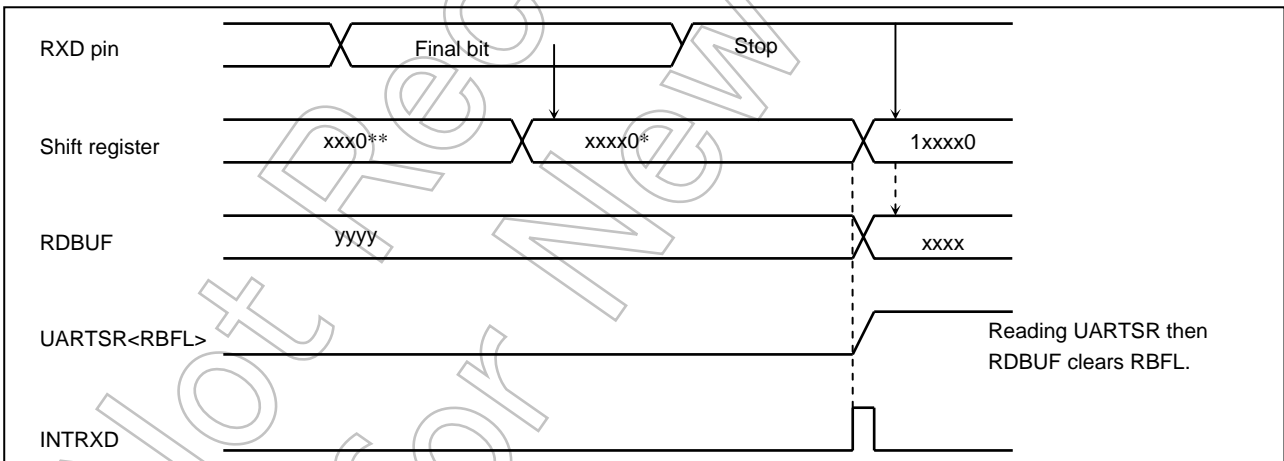 RXD pin
Final bit
Stop
Shift register
xxx0**
xxxx0*
1xxxx0
RDBUF
yyyy
xxxx
UARTSR<RBFL>
Reading UARTSR then
RDBUF clears RBFL.
INTRXD